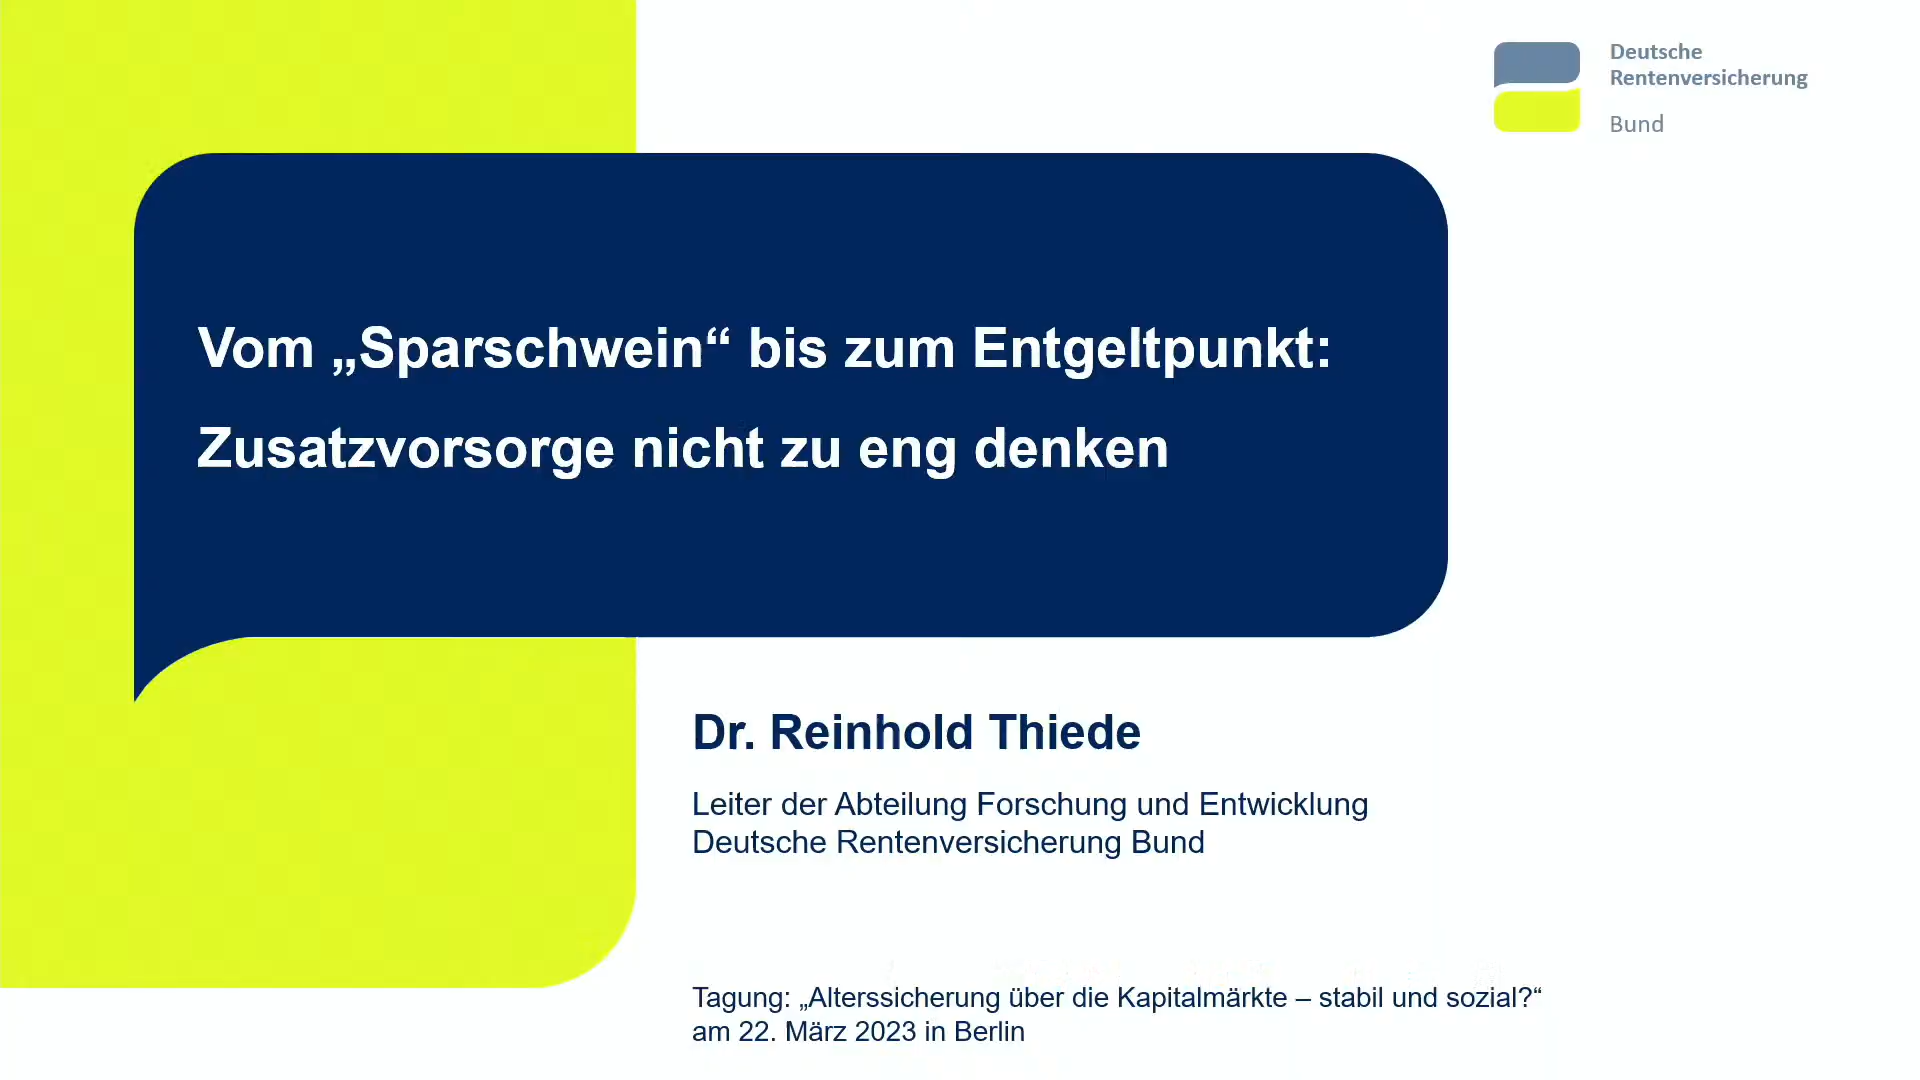 Deutsche
Rentenversicherung
Bund
Vom „Sparschwein“ bis zum Entgeltpunkt:
Zusatzvorsorge nicht zu eng denken
Dr. Reinhold Thiede
Leiter der Abteilung Forschung und Entwicklung
Deutsche Rentenversicherung Bund
Tagung: „Alterssicherung über die Kapitalmärkte – stabil und sozial?“
am 22. März 2023 in Berlin